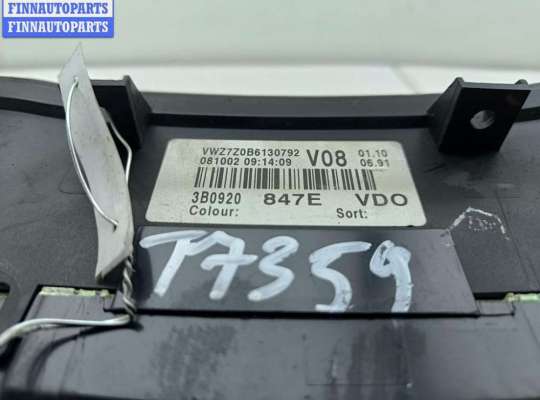 FINNAUTOPARTS
FINNAUTOPARTS
VWZ7Z0B6130792
081002 09:14:09 V08 01.10
06.91
3B0920 847E VDO
Colour: Sort:
T7359